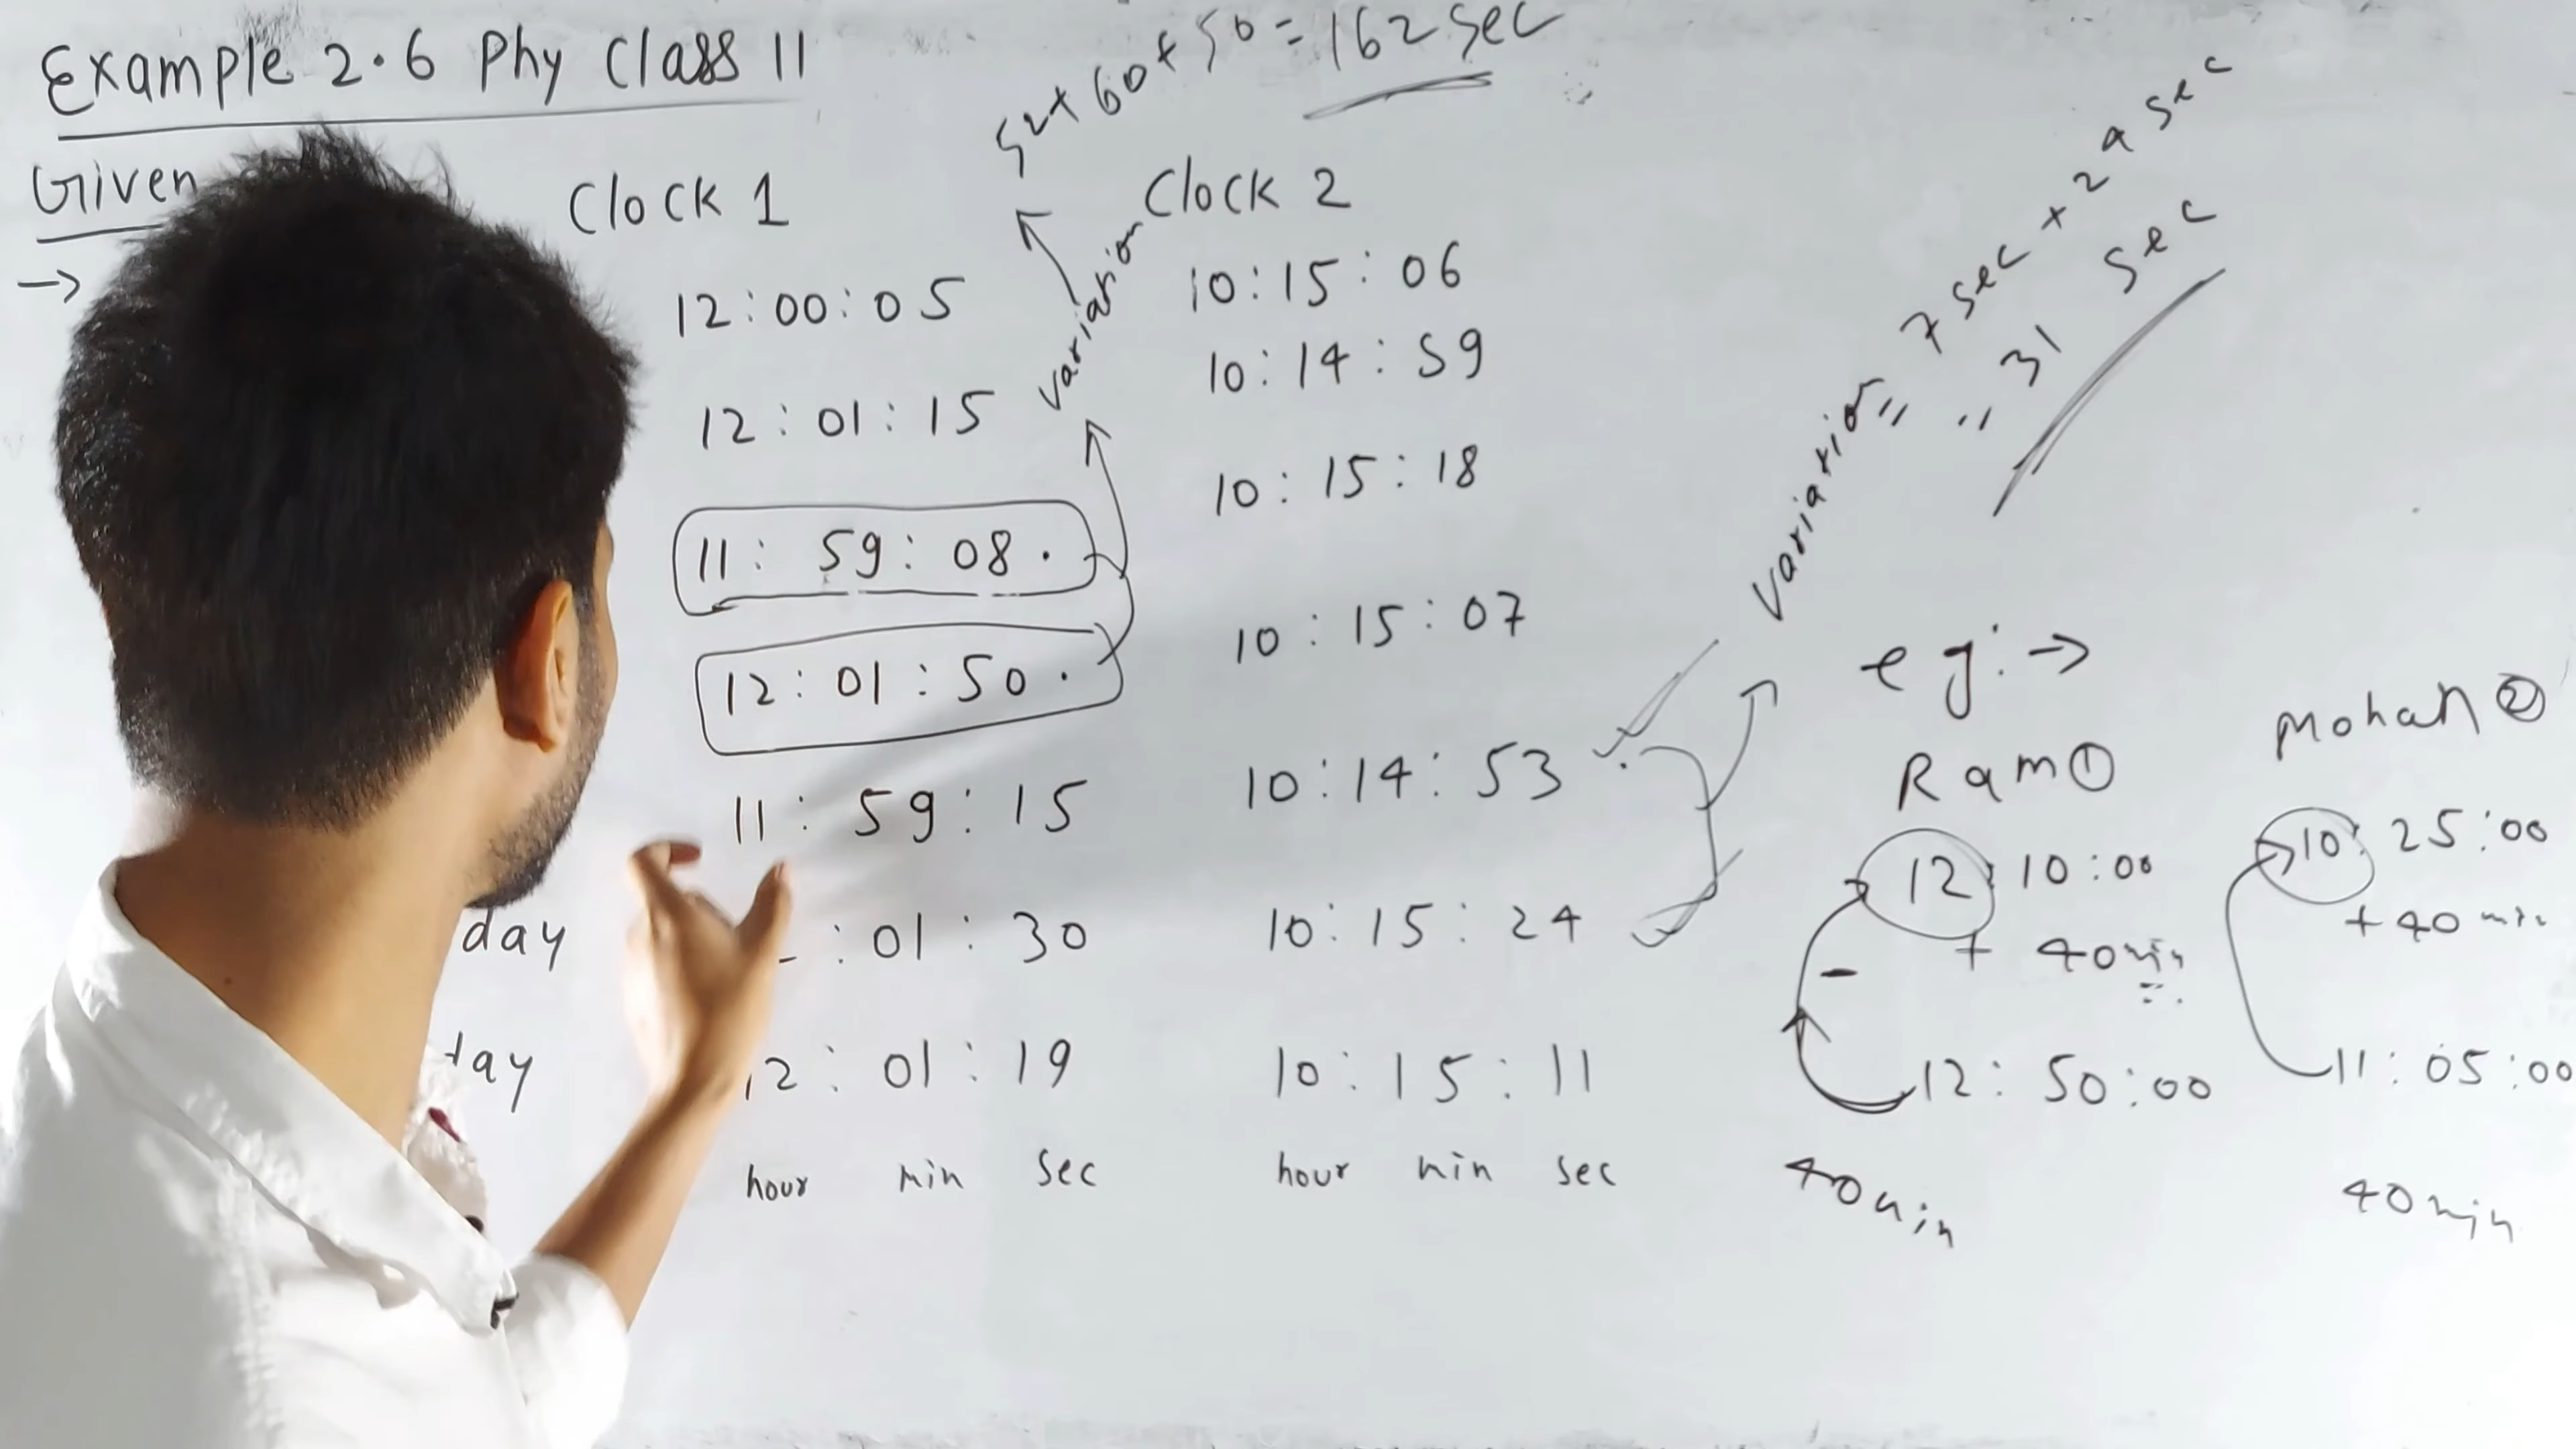 Example 2.6 Phy Class 11
52 + 60 + 50 = 162 sec
Given
Clock 1
Clock 2
→
12 : 00 : 05
10 : 15 : 06
12 : 01 : 15
10 : 14 : 59
11 : 59 : 08 .
10 : 15 : 18
12 : 01 : 50 .
10 : 15 : 07
11 : 59 : 15
10 : 14 : 53
day
: 01 : 30
10 : 15 : 24
day
12 : 01 : 19
10 : 15 : 11
hour min sec
hour min sec
Variation
Variation = 7 sec + 24 sec
= 31 sec
eg: →
Ram ①
12 : 10 : 00
+ 40 min
-
12 : 50 : 00
40 min
Mohan ②
10 : 25 : 00
+ 40 min
11 : 05 : 00
40 min